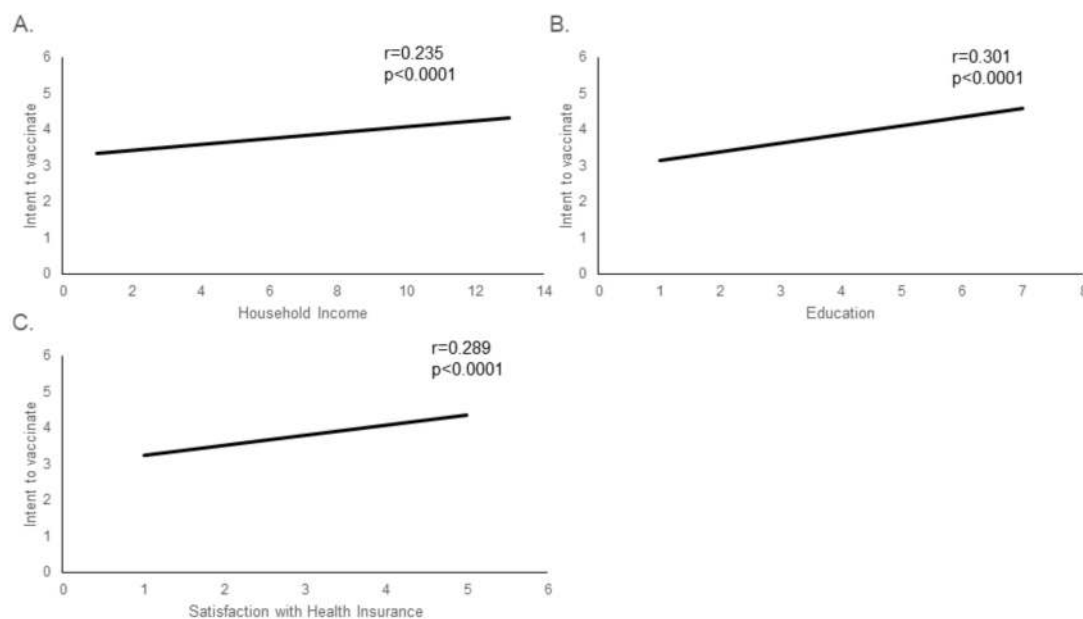 A.
r=0.235
p<0.0001
6
5
4
3
2
1
0
Intent to vaccinate
0 2 4 6 8 10 12 14
Household Income
B.
r=0.301
p<0.0001
6
5
4
3
2
1
0
Intent to vaccinate
0 1 2 3 4 5 6 7 8
Education
C.
r=0.289
p<0.0001
6
5
4
3
2
1
0
Intent to vaccinate
0 1 2 3 4 5 6
Satisfaction with Health Insurance